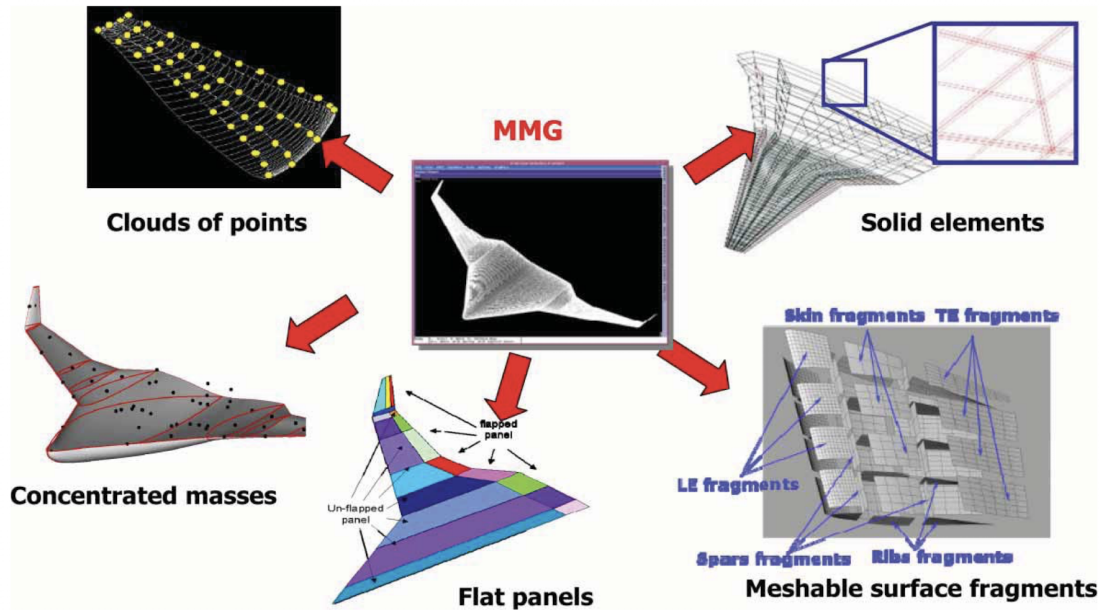 MMG
Clouds of points
Solid elements
Skin fragments
TE fragments
flapped
panel
LE fragments
Concentrated masses
Un-flapped
panel
Spars fragments
Ribs fragments
Flat panels
Meshable surface fragments